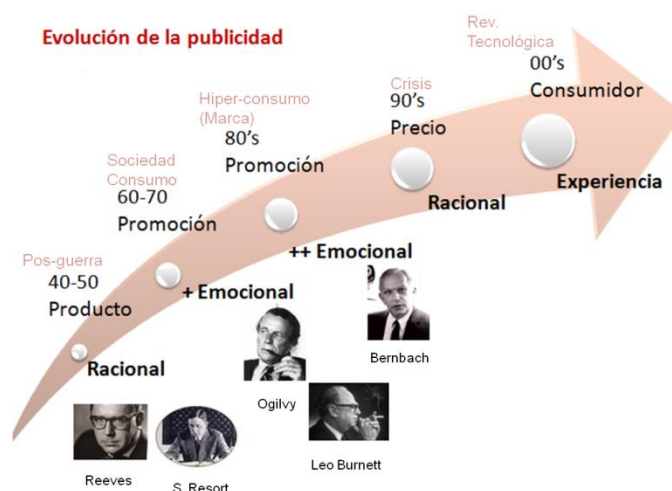 Evolución de la publicidad
Pos-guerra
40-50
Producto
Racional
Sociedad
Consumo
60-70
Promoción
+ Emocional
Hiper-consumo
(Marca)
80's
Promoción
++ Emocional
Crisis
90's
Precio
Racional
Rev.
Tecnológica
00's
Consumidor
Experiencia
Reeves
S. Resort
Ogilvy
Leo Burnett
Bernbach